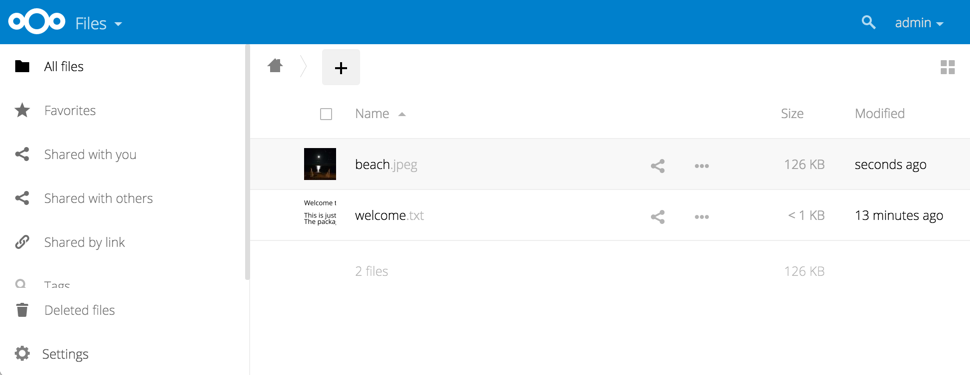 Files
admin
All files
Favorites
Shared with you
Shared with others
Shared by link
Tags
Deleted files
Settings
+
Name Size Modified
beach.jpeg 126 KB seconds ago
Welcome t
This is just
The packa
welcome.txt < 1 KB 13 minutes ago
2 files 126 KB